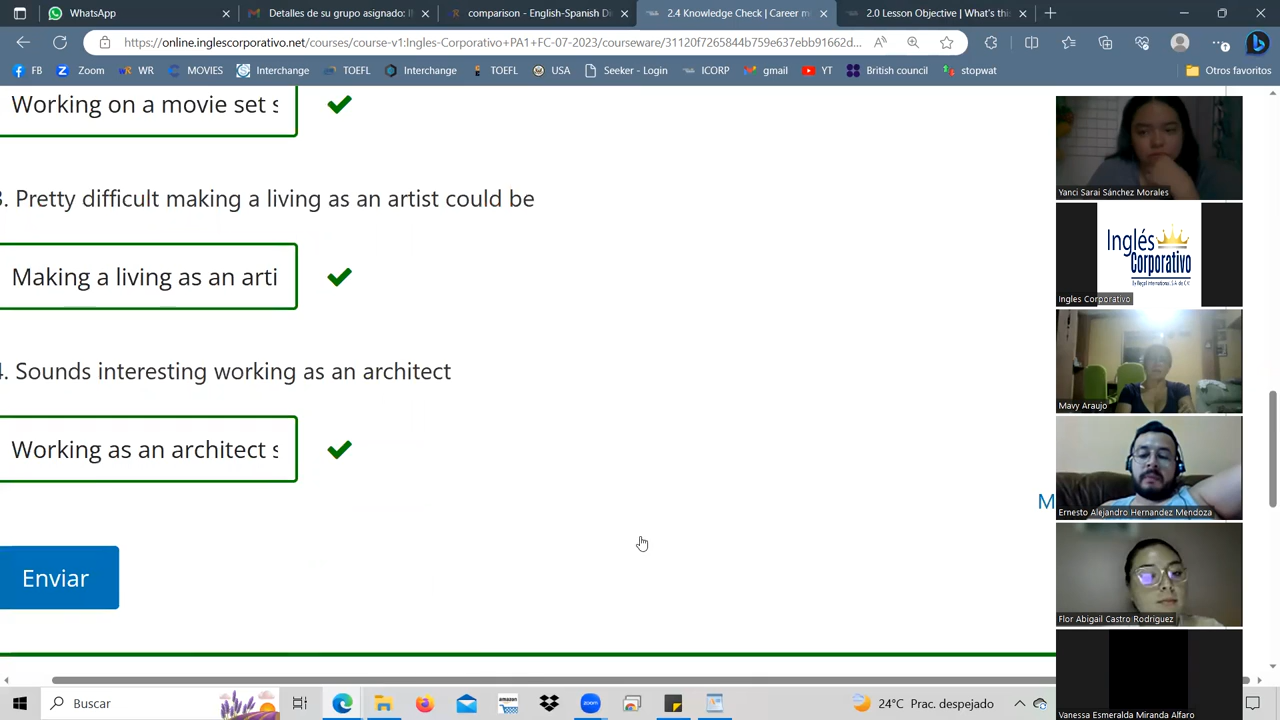 WhatsApp
Detalles de su grupo asignado: II
comparison - English-Spanish De
2.4 Knowledge Check | Career m
2.0 Lesson Objective | What's thi
https://online.inglescorporativo.net/courses/course-v1:Ingles-Corporativo+PA1+FC-07-2023/courseware/31120f7265844b759e637ebb91662d...
FB
Zoom
WR
MOVIES
Interchange
TOEFL
Interchange
TOEFL
USA
Seeker - Login
ICORP
gmail
YT
British council
stopwat
Otros favoritos
Working on a movie set s
3. Pretty difficult making a living as an artist could be
Making a living as an arti
4. Sounds interesting working as an architect
Working as an architect s
M
Enviar
Yanci Sarai Sánchez Morales
Inglés
Corporativo
Ingles Corporativo
Mavy Araujo
Ernesto Alejandro Hernandez Mendoza
Flor Abigail Castro Rodriguez
Vanessa Esmeralda Miranda Alfaro
Buscar
24°C Prac. despejado